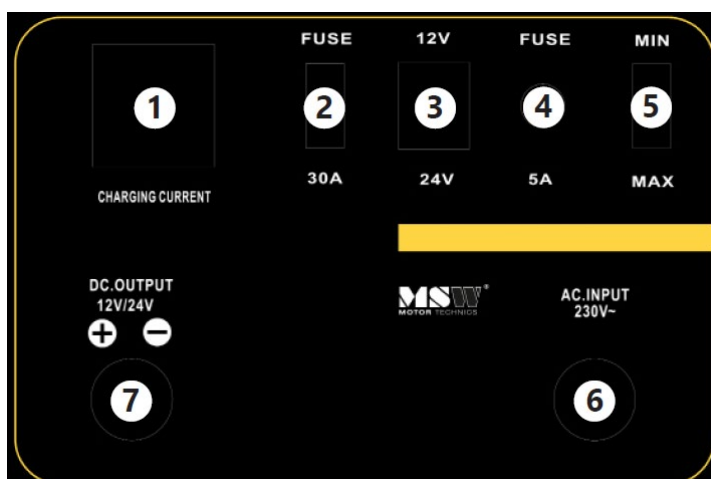 FUSE 12V FUSE MIN
1 2 3 4 5
30A 24V 5A MAX
CHARGING CURRENT
DC.OUTPUT
12V/24V
+ −
MSW®
MOTOR TECHNICS
AC.INPUT
230V~
7 6